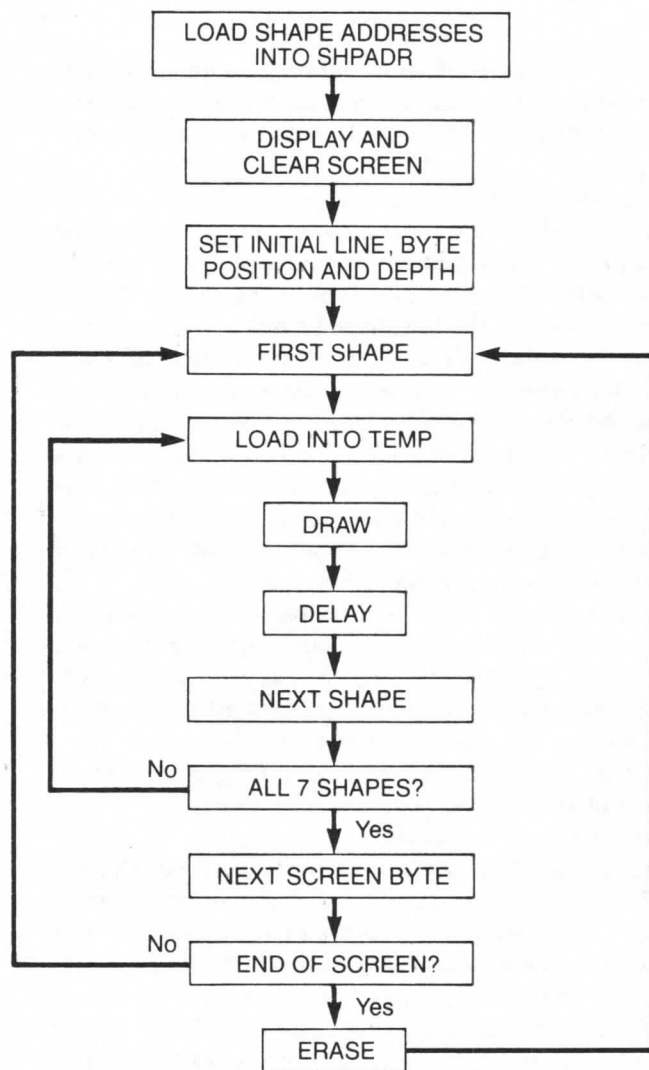 LOAD SHAPE ADDRESSES
INTO SHPADR
DISPLAY AND
CLEAR SCREEN
SET INITIAL LINE, BYTE
POSITION AND DEPTH
FIRST SHAPE
LOAD INTO TEMP
DRAW
DELAY
NEXT SHAPE
No
ALL 7 SHAPES?
Yes
NEXT SCREEN BYTE
No
END OF SCREEN?
Yes
ERASE